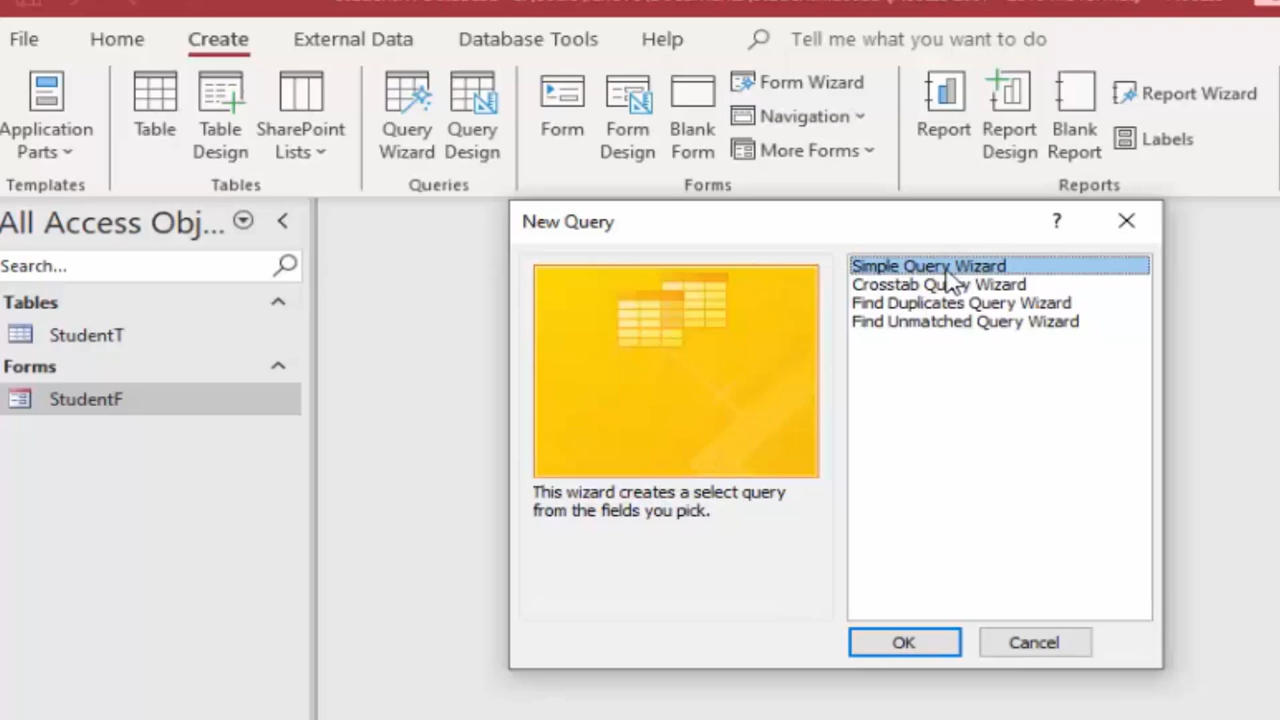 File Home Create External Data Database Tools Help Tell me what you want to do
Application Parts
Templates
Table
Table Design
SharePoint Lists
Tables
Query Wizard
Query Design
Queries
Form
Form Design
Blank Form
Form Wizard
Navigation
More Forms
Forms
Report
Report Design
Blank Report
Report Wizard
Labels
Reports
All Access Obj...
Search...
Tables
StudentT
Forms
StudentF
New Query
?
This wizard creates a select query
from the fields you pick.
Simple Query Wizard
Crosstab Query Wizard
Find Duplicates Query Wizard
Find Unmatched Query Wizard
OK Cancel